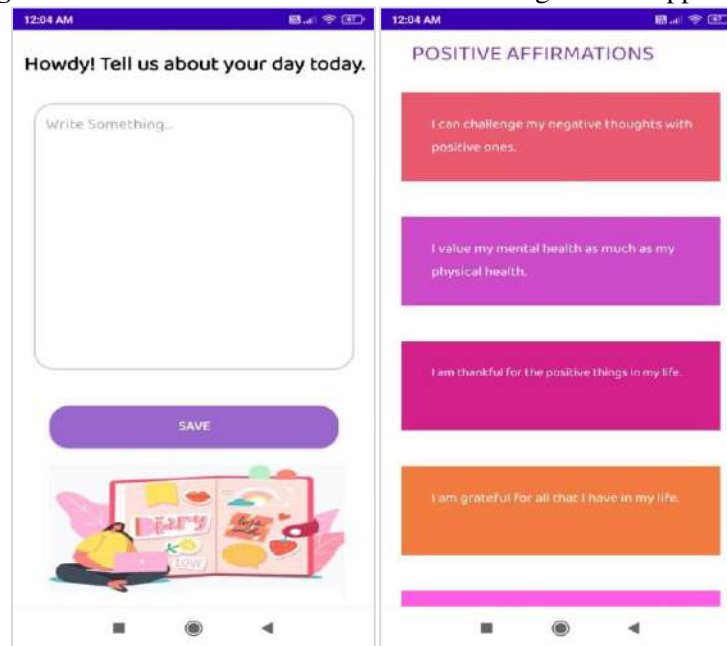 12:04 AM
Howdy! Tell us about your day today.
Write Something...
SAVE
Diary
LOVE
12:04 AM
POSITIVE AFFIRMATIONS
I can challenge my negative thoughts with
positive ones.
I value my mental health as much as my
physical health.
I am thankful for the positive things in my life.
I am grateful for all that I have in my life.